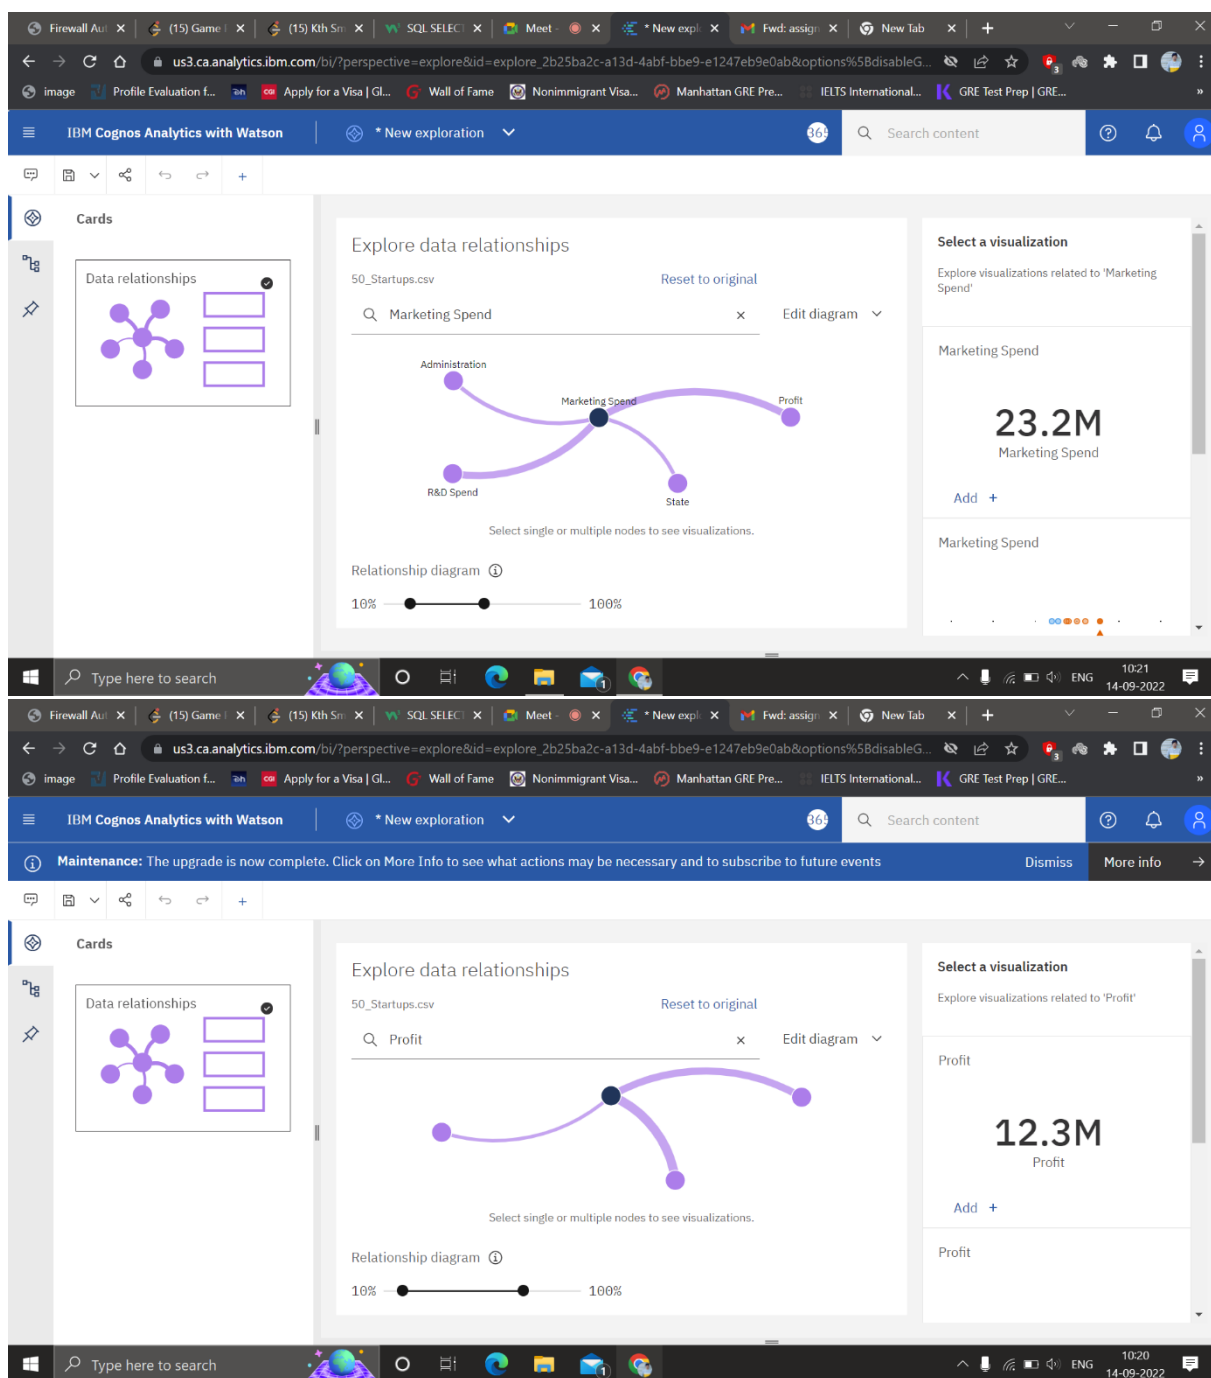 Firewall Aut
(15) Game
(15) Kth Sm
SQL SELECT
Meet -
* New expl
Fwd: assign
New Tab
us3.ca.analytics.ibm.com/bi/?perspective=explore&id=explore_2b25ba2c-a13d-4abf-bbe9-e1247eb9e0ab&options%5BdisableG...
image
Profile Evaluation f...
Apply for a Visa | Gl...
Wall of Fame
Nonimmigrant Visa...
Manhattan GRE Pre...
IELTS International...
GRE Test Prep | GRE...
IBM Cognos Analytics with Watson
* New exploration
Search content
Cards
Data relationships
Explore data relationships
50_Startups.csv
Reset to original
Marketing Spend
Edit diagram
Administration
Marketing Spend
Profit
R&D Spend
State
Select single or multiple nodes to see visualizations.
Relationship diagram
10%
100%
Select a visualization
Explore visualizations related to 'Marketing
Spend'
Marketing Spend
23.2M
Marketing Spend
Add +
Marketing Spend
Type here to search
ENG
10:21
14-09-2022
Firewall Aut
(15) Game
(15) Kth Sm
SQL SELECT
Meet -
* New expl
Fwd: assign
New Tab
us3.ca.analytics.ibm.com/bi/?perspective=explore&id=explore_2b25ba2c-a13d-4abf-bbe9-e1247eb9e0ab&options%5BdisableG...
image
Profile Evaluation f...
Apply for a Visa | Gl...
Wall of Fame
Nonimmigrant Visa...
Manhattan GRE Pre...
IELTS International...
GRE Test Prep | GRE...
IBM Cognos Analytics with Watson
* New exploration
Search content
Maintenance: The upgrade is now complete. Click on More Info to see what actions may be necessary and to subscribe to future events
Dismiss
More info
Cards
Data relationships
Explore data relationships
50_Startups.csv
Reset to original
Profit
Edit diagram
Select single or multiple nodes to see visualizations.
Relationship diagram
10%
100%
Select a visualization
Explore visualizations related to 'Profit'
Profit
12.3M
Profit
Add +
Profit
Type here to search
ENG
10:20
14-09-2022